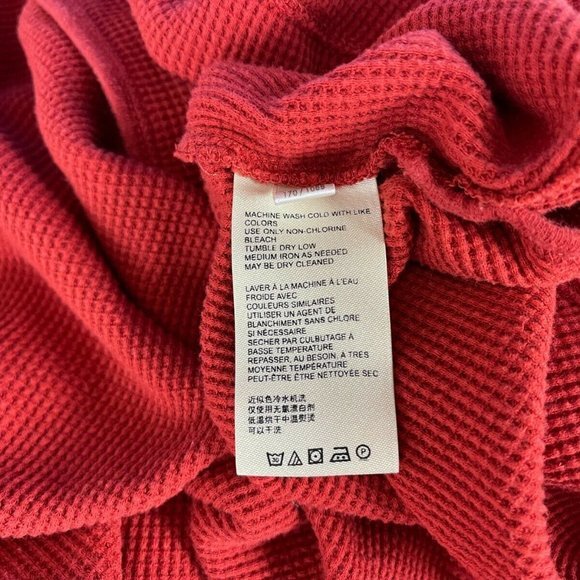 MACHINE WASH COLD WITH LIKE
COLORS
USE ONLY NON-CHLORINE
BLEACH
TUMBLE DRY LOW
MEDIUM IRON AS NEEDED
MAY BE DRY CLEANED
LAVER À LA MACHINE À L'EAU
FROIDE AVEC
COULEURS SIMILAIRES
UTILISER UN AGENT DE
BLANCHIMENT SANS CHLORE
SI NÉCESSAIRE
SECHER PAR CULBUTAGE À
BASSE TEMPÉRATURE
REPASSER, AU BESOIN, À TRÈS
MOYENNE TEMPÉRATURE
PEUT-ÊTRE ÊTRE NETTOYÉE SEC
近似色冷水机洗
仅使用无氯漂白剂
低温烘干中温熨烫
可以干洗
30
P